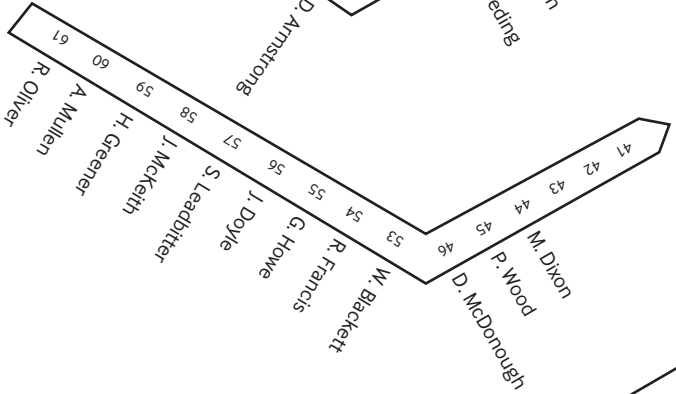 D. Armstrong
eding
61
60
59
58
57
56
55
54
53
46
45
44
43
42
41
R. Oliver
A. Mullen
H. Greener
J. McKeith
S. Leadbitter
J. Doyle
G. Howe
R. Francis
W. Blackett
D. McDonough
P. Wood
M. Dixon